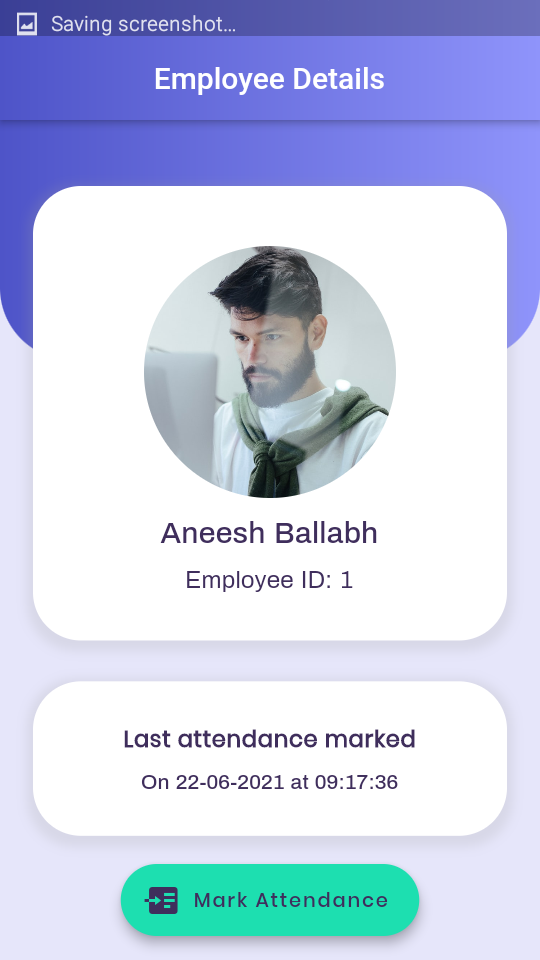 Saving screenshot...
Employee Details
Aneesh Ballabh
Employee ID: 1
Last attendance marked
On 22-06-2021 at 09:17:36
Mark Attendance